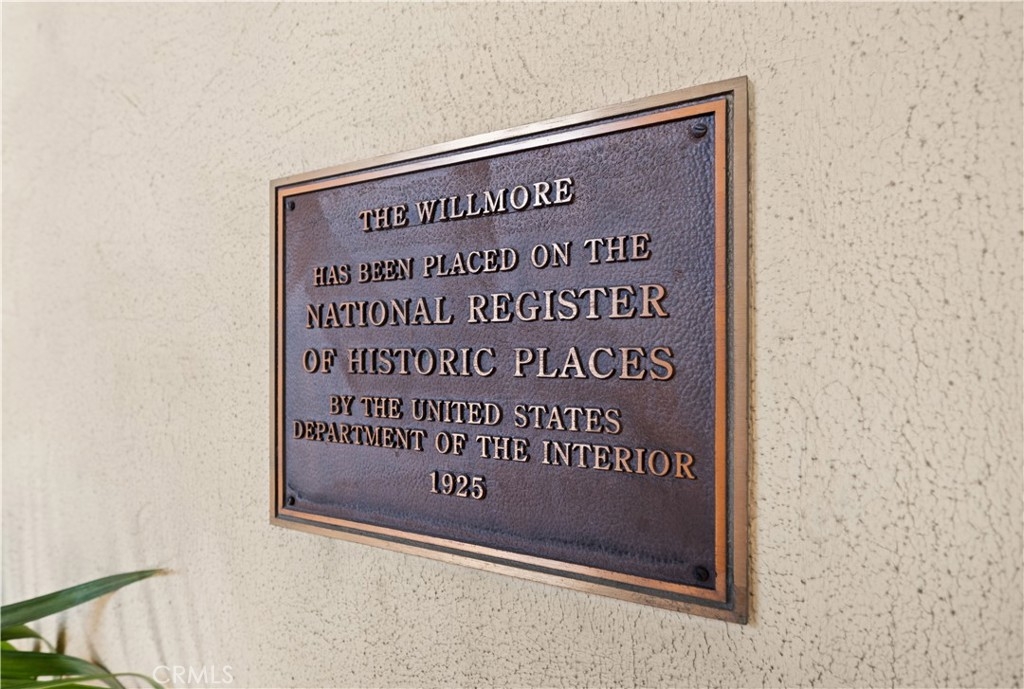 THE WILLMORE
HAS BEEN PLACED ON THE
NATIONAL REGISTER
OF HISTORIC PLACES
BY THE UNITED STATES
DEPARTMENT OF THE INTERIOR
1925
CRMLS